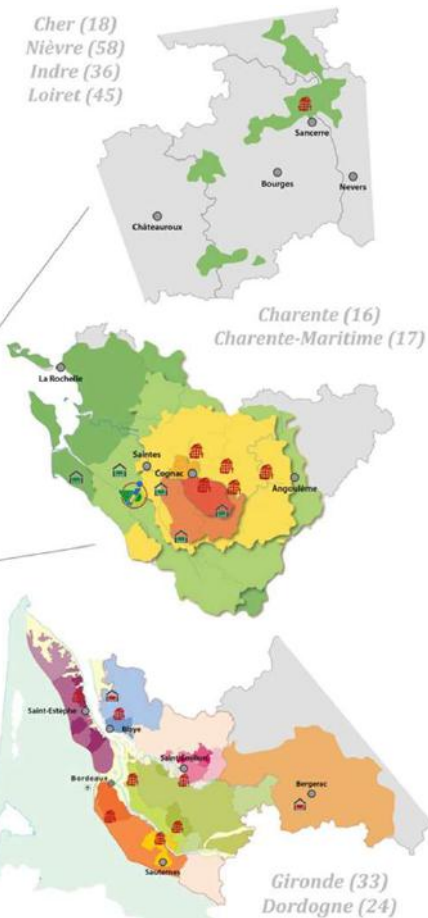 Cher (18)
Nièvre (58)
Indre (36)
Loiret (45)
Sancerre
Bourges
Nevers
Châteauroux
Charente (16)
Charente-Maritime (17)
La Rochelle
Saintes
Cognac
Angoulême
Saint-Estèphe
Blaye
Saint-Emilion
Bordeaux
Bergerac
Sauternes
Gironde (33)
Dordogne (24)